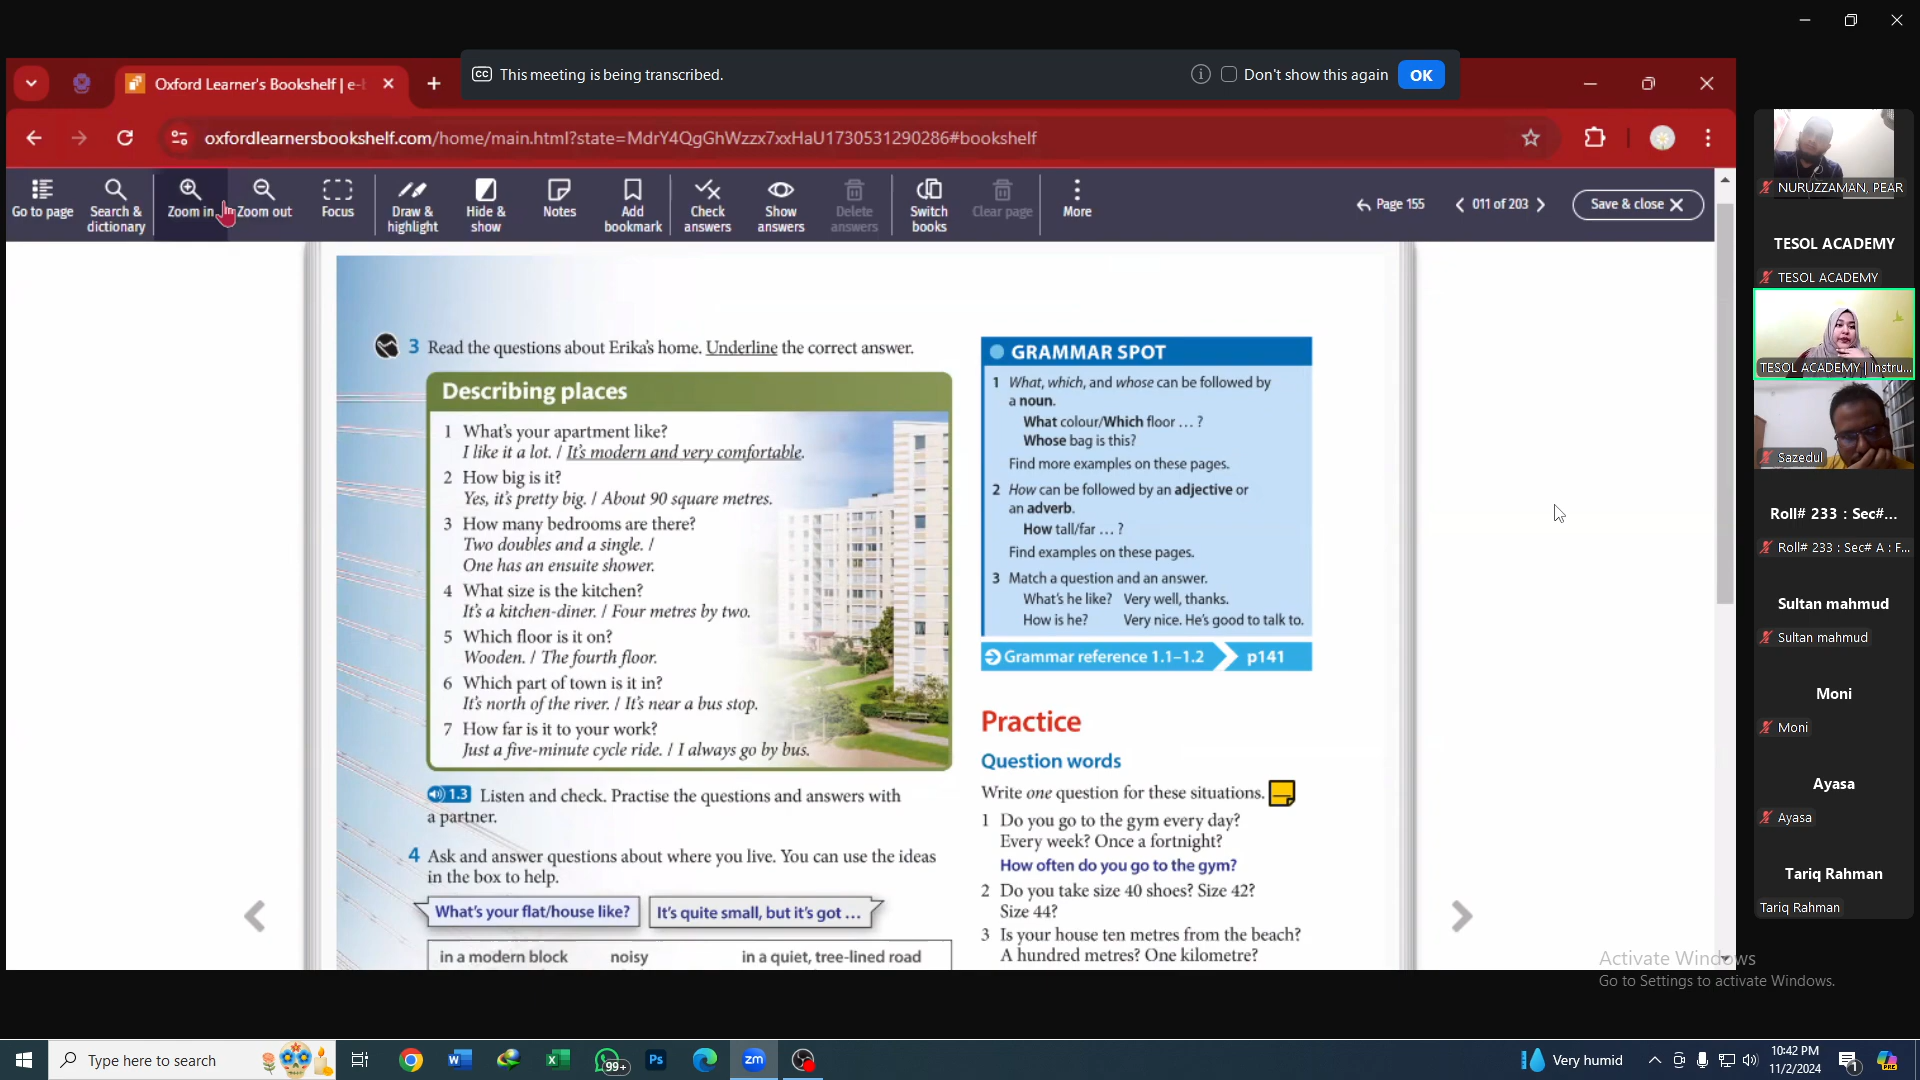 This meeting is being transcribed.
Don't show this again
OK
Oxford Learner's Bookshelf | e-
oxfordlearnersbookshelf.com/home/main.html?state=MdrY4QgGhWzzx7xxHaU1730531290286#bookshelf
Go to page
Search & dictionary
Zoom in
Zoom out
Focus
Draw & highlight
Hide & show
Notes
Add bookmark
Check answers
Show answers
Delete answers
Switch books
Clear page
More
Page 155
011 of 203
Save & close
3 Read the questions about Erika's home. Underline the correct answer.
Describing places
1 What's your apartment like?
I like it a lot. / It's modern and very comfortable.
2 How big is it?
Yes, it's pretty big. / About 90 square metres.
3 How many bedrooms are there?
Two doubles and a single. /
One has an ensuite shower.
4 What size is the kitchen?
It's a kitchen-diner. / Four metres by two.
5 Which floor is it on?
Wooden. / The fourth floor.
6 Which part of town is it in?
It's north of the river. / It's near a bus stop.
7 How far is it to your work?
Just a five-minute cycle ride. / I always go by bus.
1.3 Listen and check. Practise the questions and answers with
a partner.
4 Ask and answer questions about where you live. You can use the ideas
in the box to help.
What's your flat/house like?
It's quite small, but it's got ...
in a modern block noisy in a quiet, tree-lined road
GRAMMAR SPOT
1 What, which, and whose can be followed by
a noun.
What colour/Which floor ... ?
Whose bag is this?
Find more examples on these pages.
2 How can be followed by an adjective or
an adverb.
How tall/far ... ?
Find examples on these pages.
3 Match a question and an answer.
What's he like? Very well, thanks.
How is he? Very nice. He's good to talk to.
Grammar reference 1.1–1.2 p141
Practice
Question words
Write one question for these situations.
1 Do you go to the gym every day?
Every week? Once a fortnight?
How often do you go to the gym?
2 Do you take size 40 shoes? Size 42?
Size 44?
3 Is your house ten metres from the beach?
A hundred metres? One kilometre?
NURUZZAMAN, PEAR
TESOL ACADEMY
TESOL ACADEMY
TESOL ACADEMY | Instru...
Sazedul
Roll# 233 : Sec#...
Roll# 233 : Sec# A : F...
Sultan mahmud
Sultan mahmud
Moni
Moni
Ayasa
Ayasa
Tariq Rahman
Tariq Rahman
Activate Windows
Go to Settings to activate Windows.
Type here to search
99+
Very humid
10:42 PM
11/2/2024
1